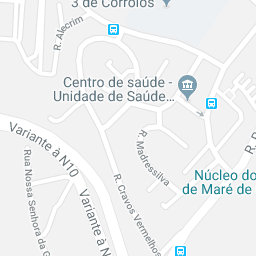 3 de Corroios
R. Alecrim
Centro de saúde -
Unidade de Saúde...
R. Madressilva
Variante à N10
Rua Nossa Senhora da G
Núcleo do
de Maré de
Variante à N
R. Cravos Vermelhos